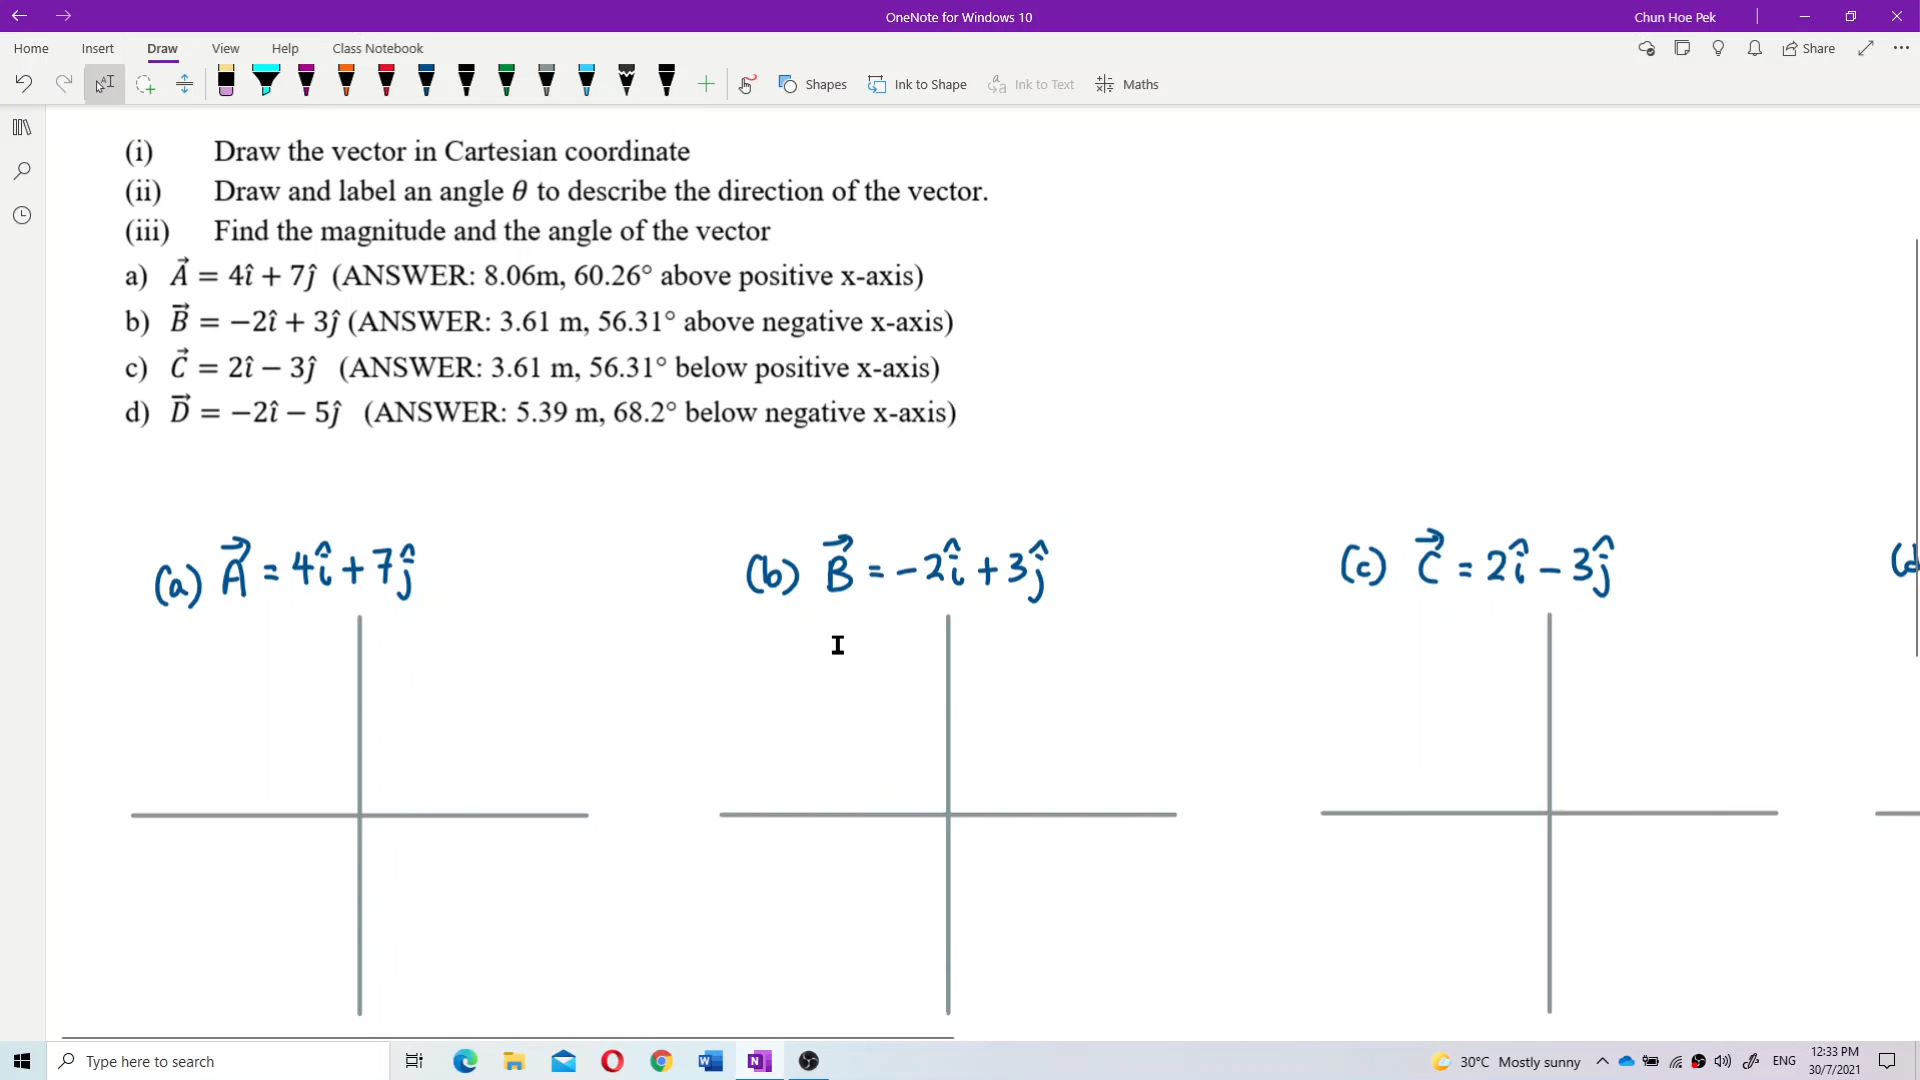 OneNote for Windows 10
Chun Hoe Pek
Home Insert Draw View Help Class Notebook
Share
Shapes Ink to Shape Ink to Text Maths
(i) Draw the vector in Cartesian coordinate
(ii) Draw and label an angle θ to describe the direction of the vector.
(iii) Find the magnitude and the angle of the vector
a) A⃗ = 4î + 7ĵ (ANSWER: 8.06m, 60.26° above positive x-axis)
b) B⃗ = −2î + 3ĵ (ANSWER: 3.61 m, 56.31° above negative x-axis)
c) C⃗ = 2î − 3ĵ (ANSWER: 3.61 m, 56.31° below positive x-axis)
d) D⃗ = −2î − 5ĵ (ANSWER: 5.39 m, 68.2° below negative x-axis)
(a) A⃗ = 4î + 7ĵ
(b) B⃗ = -2î + 3ĵ
(c) C⃗ = 2î − 3ĵ
(d
Type here to search
30°C Mostly sunny
ENG
12:33 PM
30/7/2021